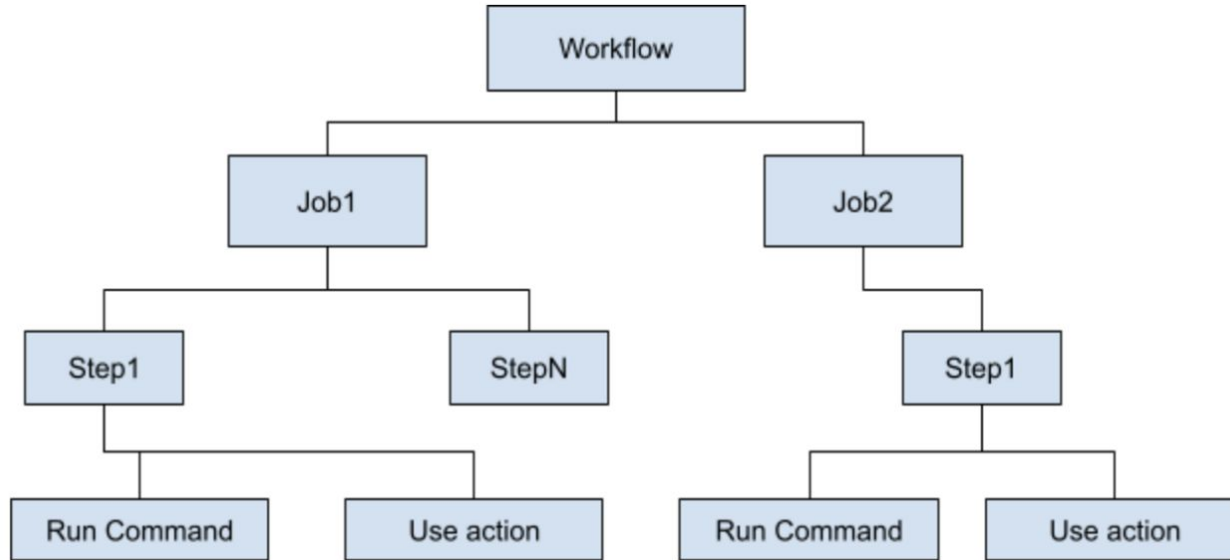 Workflow
Job1
Job2
Step1
StepN
Step1
Run Command
Use action
Run Command
Use action